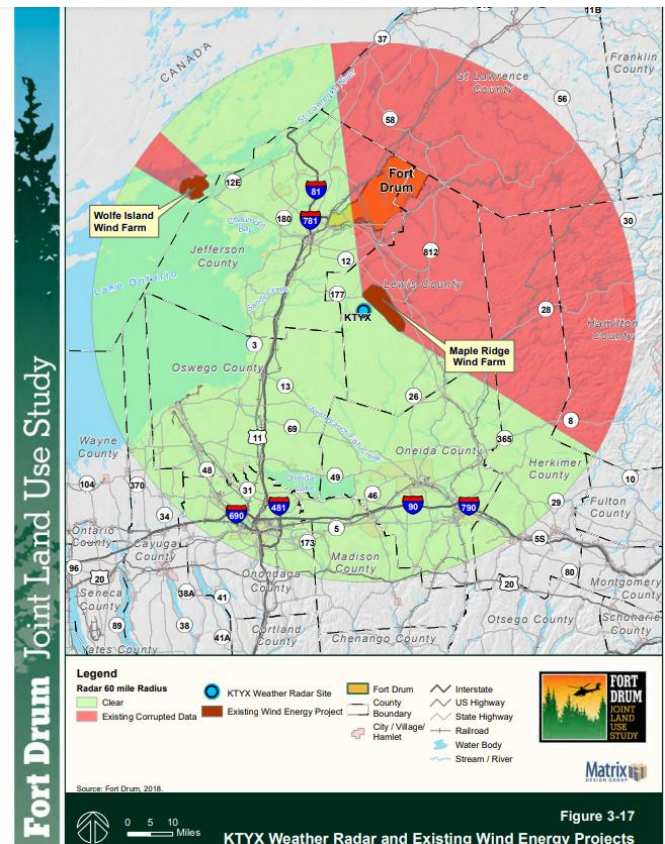 Fort Drum Joint Land Use Study
CANADA
37
11B
Franklin
County
St Lawrence
County
56
St Lawrence River
58
12E
81
Fort
Drum
Wolfe Island
Wind Farm
Chaumont
Bay
180
781
30
Jefferson
County
12
812
Lake Ontario
Lewis County
177
Sandy Creek
28
KTYX
Hamilton
County
Maple Ridge
Wind Farm
3
Oswego County
13
26
8
11
69
365
Wayne
County
Oneida County
Herkimer
County
48
49
10
104
370
31
Oneida
Lake
46
29
Fulton
County
690
481
90
790
34
5
5S
Ontario
County
Cayuga
County
173
Madison
County
96
20
Onondaga
County
20
80
Montgomery
County
Seneca
County
38A
41
Otsego County
Schoharie
County
89
38
Cortland
County
Chenango County
41A
Yates County
Legend
Radar 60 mile Radius
Clear
Existing Corrupted Data
KTYX Weather Radar Site
Existing Wind Energy Project
Fort Drum
County
Boundary
City / Village/
Hamlet
Interstate
US Highway
State Highway
Railroad
Water Body
Stream / River
FORT
DRUM
JOINT
LAND
USE
STUDY
Matrix
DESIGN GROUP
Source: Fort Drum, 2018.
0 5 10
Miles
Figure 3-17
KTYX Weather Radar and Existing Wind Energy Projects